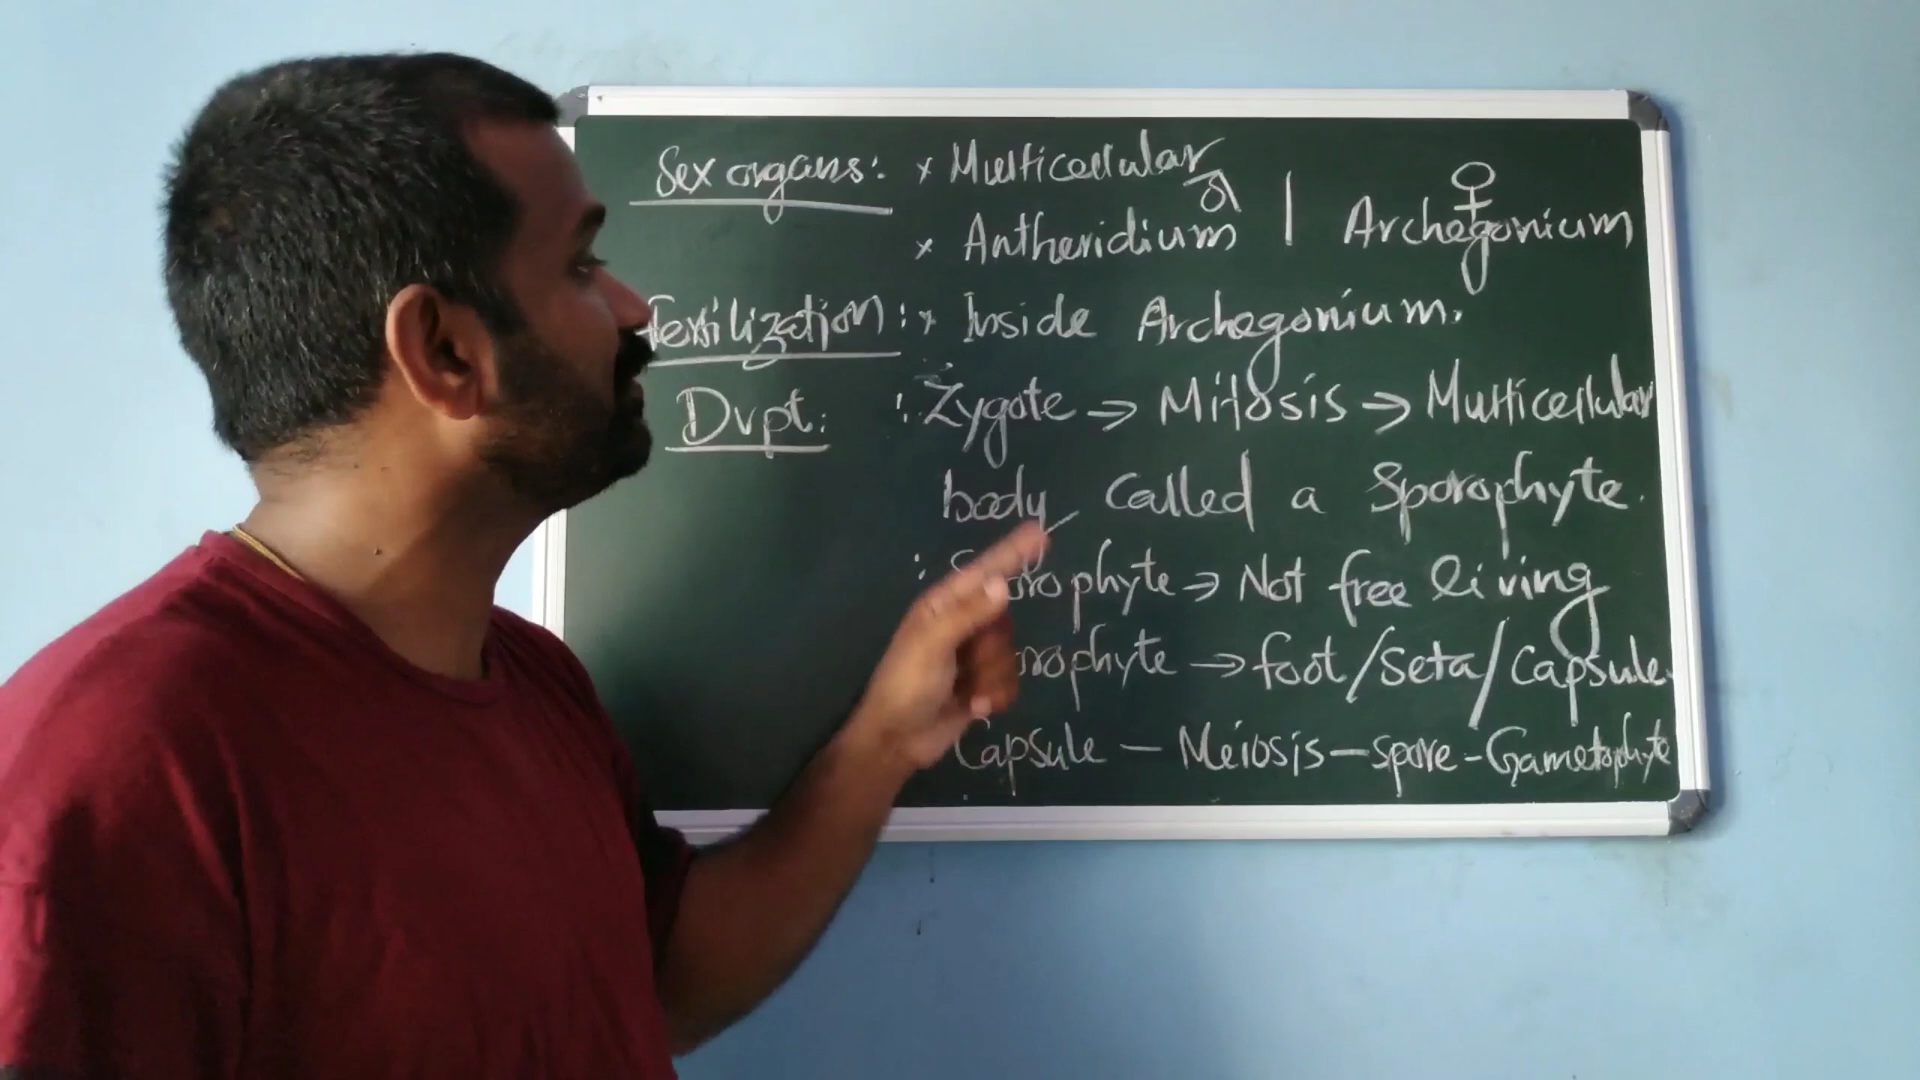 Sex organs: × Multicellular
♂ ♀
× Antheridium | Archegonium
Fertilization: × Inside Archegonium.
Dvpt. : Zygote → Mitosis → Multicellular
body called a Sporophyte.
: Sporophyte → Not free living
rophyte → foot/Seta/Capsule.
Capsule – Meiosis – spore - Gametophyte